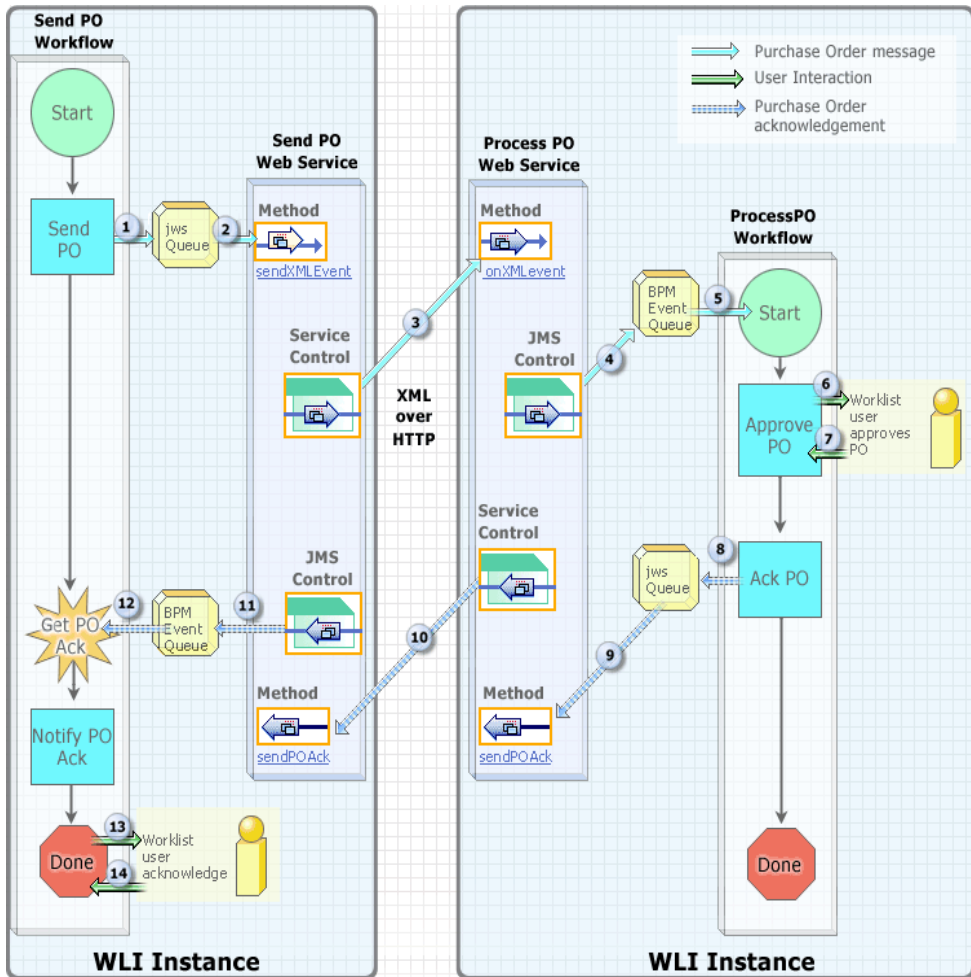 Send PO
Workflow
Start
Send
PO
1
jws
Queue
2
Send PO
Web Service
Method
sendXMLEvent
Service
Control
3
XML
over
HTTP
Process PO
Web Service
Method
onXMLevent
JMS
Control
4
BPM
Event
Queue
5
Purchase Order message
User Interaction
Purchase Order
acknowledgement
ProcessPO
Workflow
Start
Approve
PO
6
Worklist
user
approves
PO
7
Ack PO
8
jws
Queue
9
Service
Control
Method
sendPOAck
10
JMS
Control
Method
sendPOAck
11
BPM
Event
Queue
12
Get PO
Ack
Notify PO
Ack
Done
13
Worklist
user
acknowledge
14
Done
WLI Instance
WLI Instance